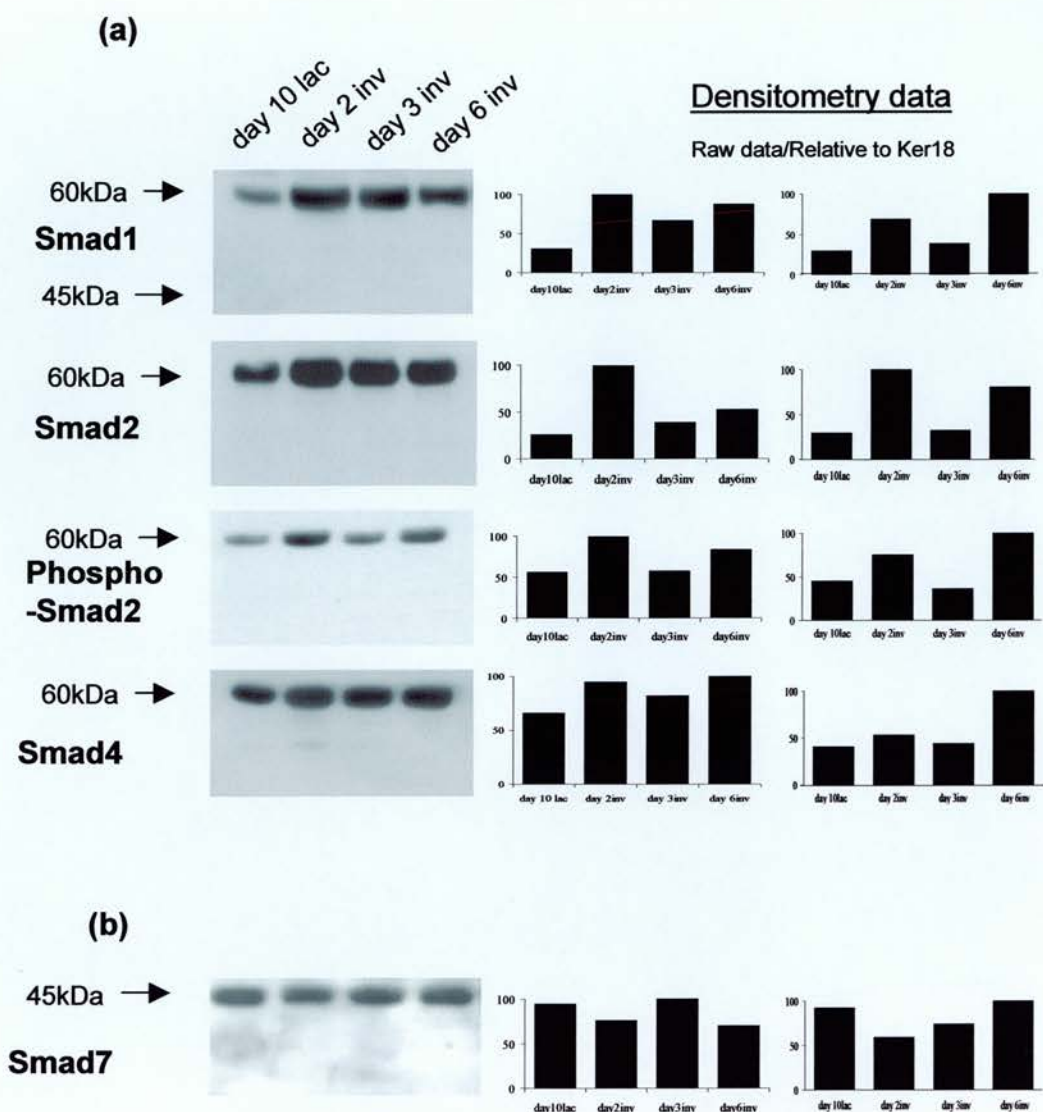 (a)
day 10 lac
day 2 inv
day 3 inv
day 6 inv
Densitometry data
Raw data/Relative to Ker18
60kDa
Smad1
45kDa
100
50
0
day10lac day2inv day3inv day6inv
100
50
0
day 10lac day 2inv day 3inv day 6inv
60kDa
Smad2
100
50
0
day10lac day2inv day3inv day6inv
100
50
0
day 10lac day 2inv day 3inv day 6inv
60kDa
Phospho
-Smad2
100
50
0
day10lac day2inv day3inv day6inv
100
50
0
day 10lac day 2inv day 3inv day 6inv
60kDa
Smad4
100
50
0
day 10 lac day 2inv day 3inv day 6inv
100
50
0
day 10lac day 2inv day 3inv day 6inv
(b)
45kDa
Smad7
100
50
0
day10lac day2inv day3inv day6inv
100
50
0
day 10lac day 2inv day 3inv day 6inv